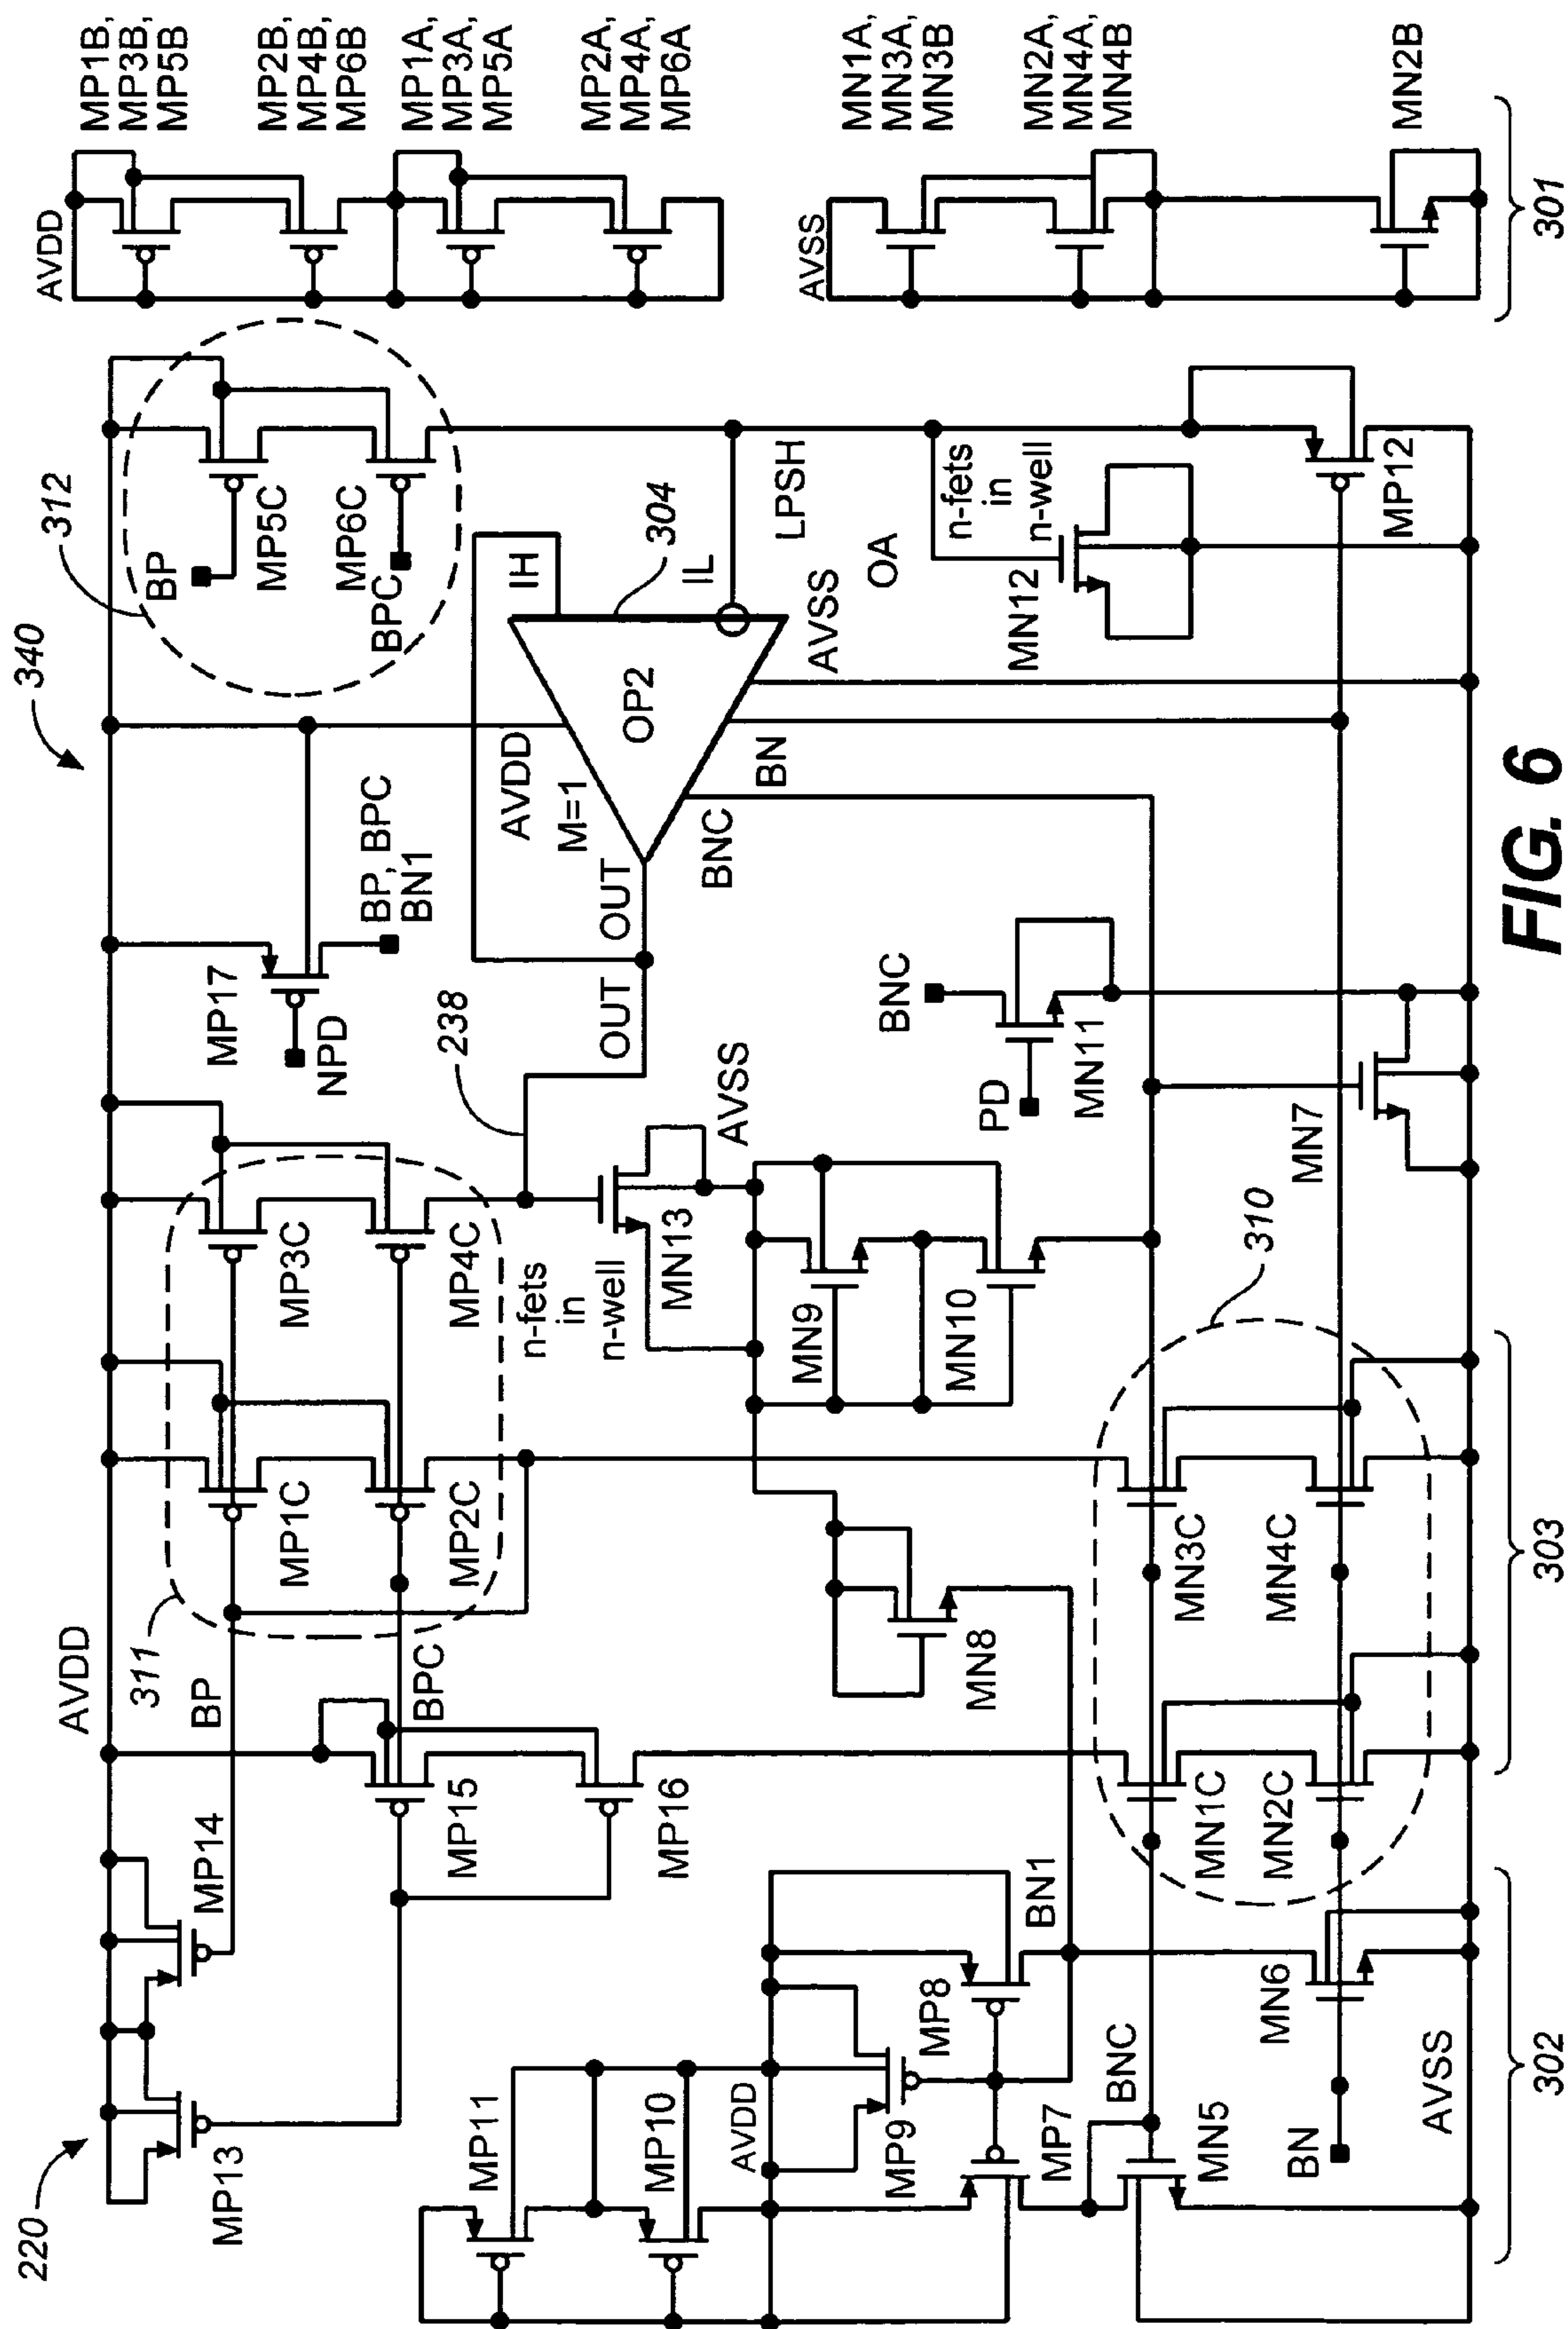 220
340
AVDD
MP13
MP14
311
BP
BPC
MP15
MP16
MP1C
MP2C
MP3C
MP4C
n-fets
in
n-well
MN13
AVSS
238
MP17
NPD
BP, BPC
BN1
312
BP
MP5C
MP6C
BPC
AVDD
M=1
OP2
304
IH
IL
OUT
OUT
BNC
BN
AVSS
LPSH
OA
n-fets
in
n-well
MN12
MP12
MP11
MP10
AVDD
MP9
MP8
MP7
BN1
BNC
MN5
MN6
BN
AVSS
MN8
MN9
MN10
BNC
PD
MN11
MN7
310
MN1C
MN2C
MN3C
MN4C
302
303
AVDD
MP1B,
MP3B,
MP5B
MP2B,
MP4B,
MP6B
MP1A,
MP3A,
MP5A
MP2A,
MP4A,
MP6A
AVSS
MN1A,
MN3A,
MN3B
MN2A,
MN4A,
MN4B
MN2B
301
FIG. 6